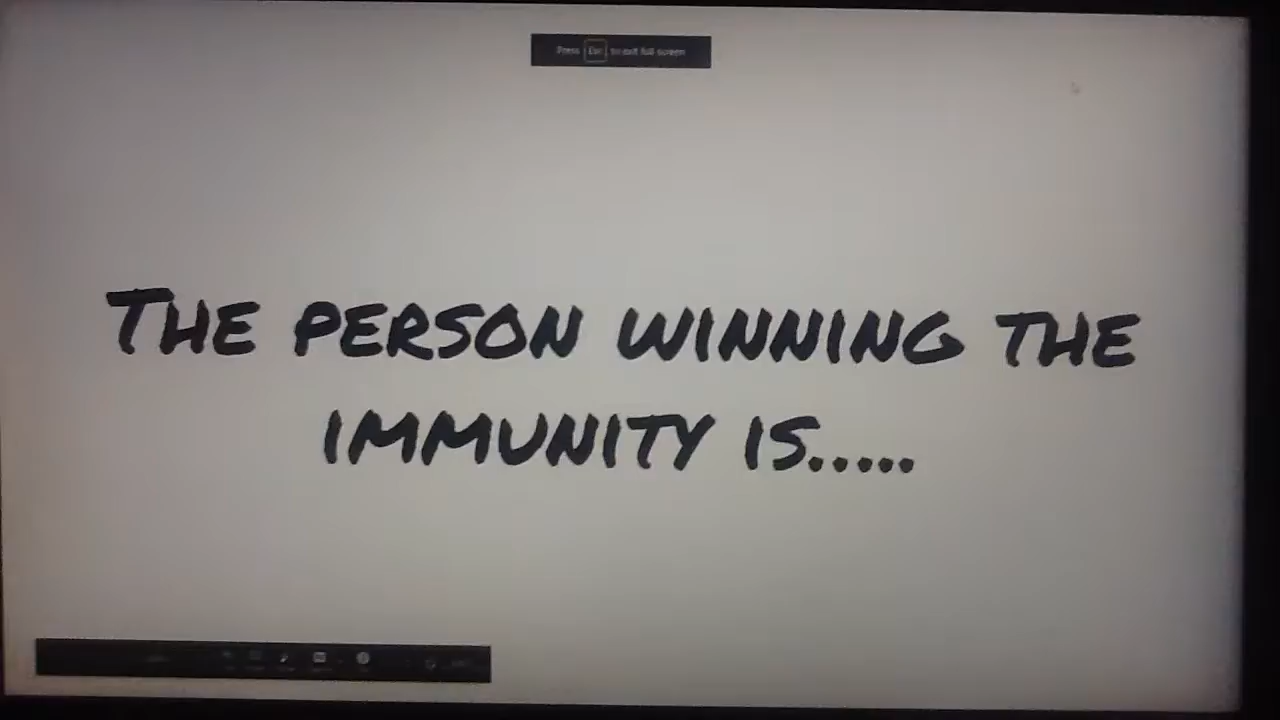 Press Esc to exit full screen
THE PERSON WINNING THE
IMMUNITY IS.....